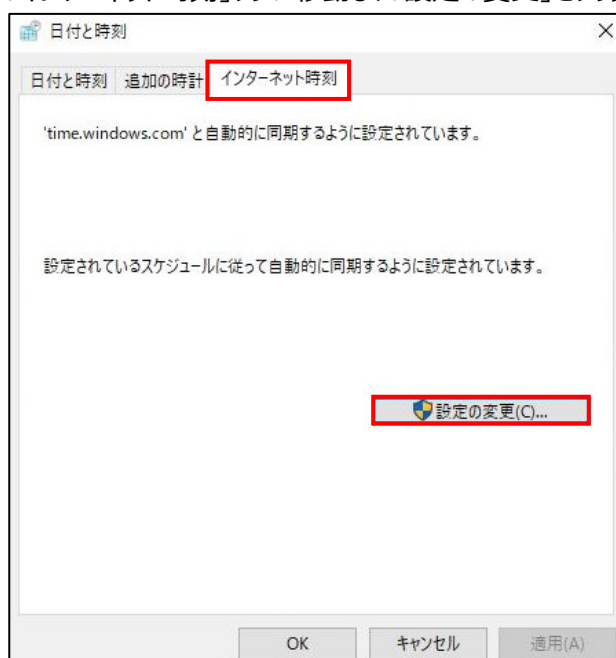 日付と時刻
日付と時刻 追加の時計 インターネット時刻
'time.windows.com' と自動的に同期するように設定されています。
設定されているスケジュールに従って自動的に同期するように設定されています。
設定の変更(C)...
OK キャンセル 適用(A)